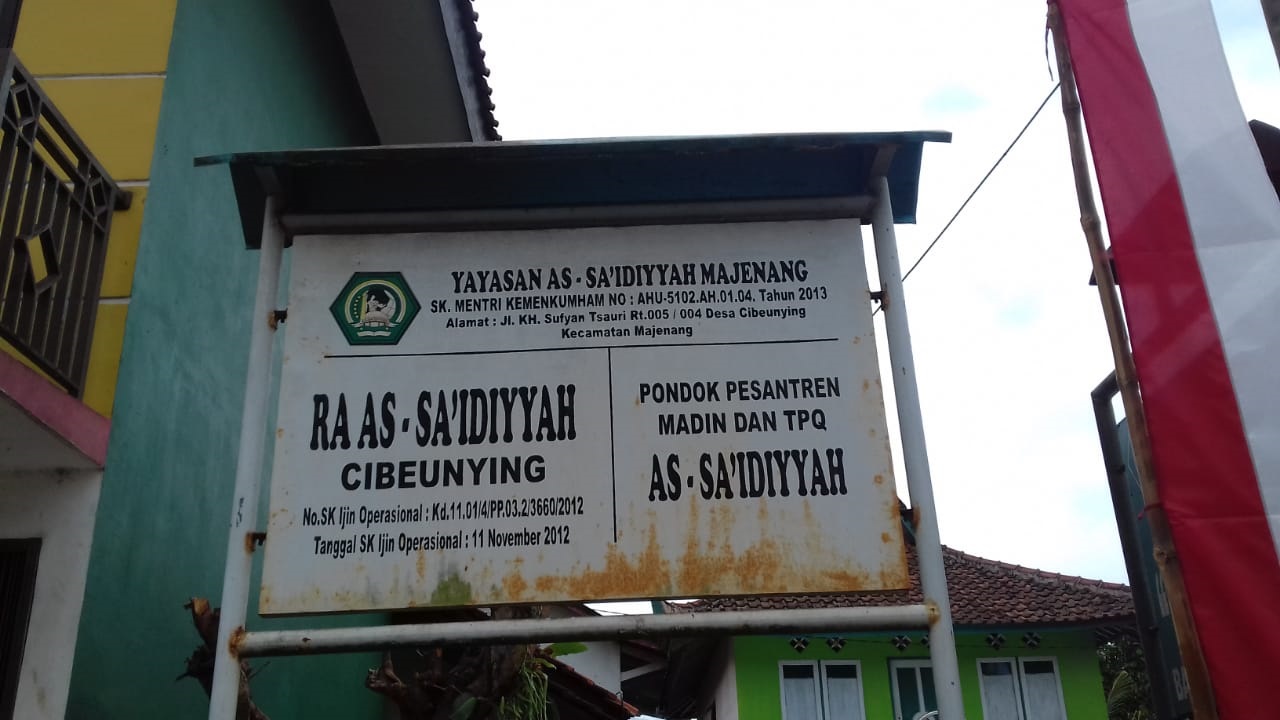 YAYASAN AS - SA'IDIYYAH MAJENANG
SK. MENTRI KEMENKUMHAM NO : AHU-5102.AH.01.04. Tahun 2013
Alamat : Jl. KH. Sufyan Tsauri Rt.005 / 004 Desa Cibeunying
Kecamatan Majenang
RA AS - SA'IDIYYAH
CIBEUNYING
No.SK Ijin Operasional : Kd.11.01/4/PP.03.2/3660/2012
Tanggal SK Ijin Operasional : 11 November 2012
PONDOK PESANTREN
MADIN DAN TPQ
AS - SA'IDIYYAH